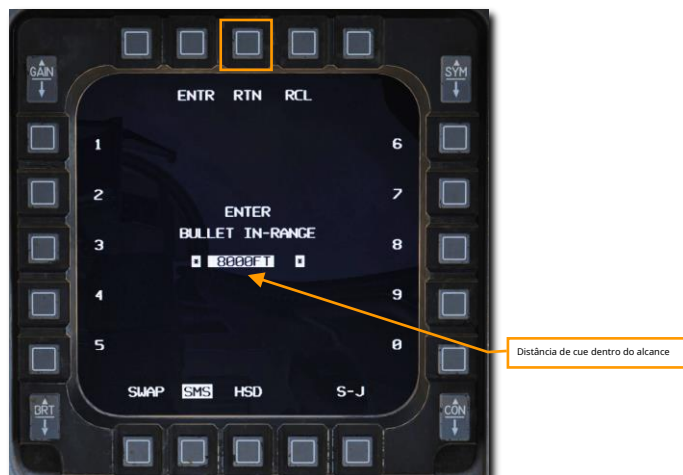 GAIN
SYM
ENTR RTN RCL
1
6
2
7
ENTER
BULLET IN-RANGE
3
8
8000FT
4
9
Distância de cue dentro do alcance
5
0
SWAP SMS HSD S-J
BRT
CON